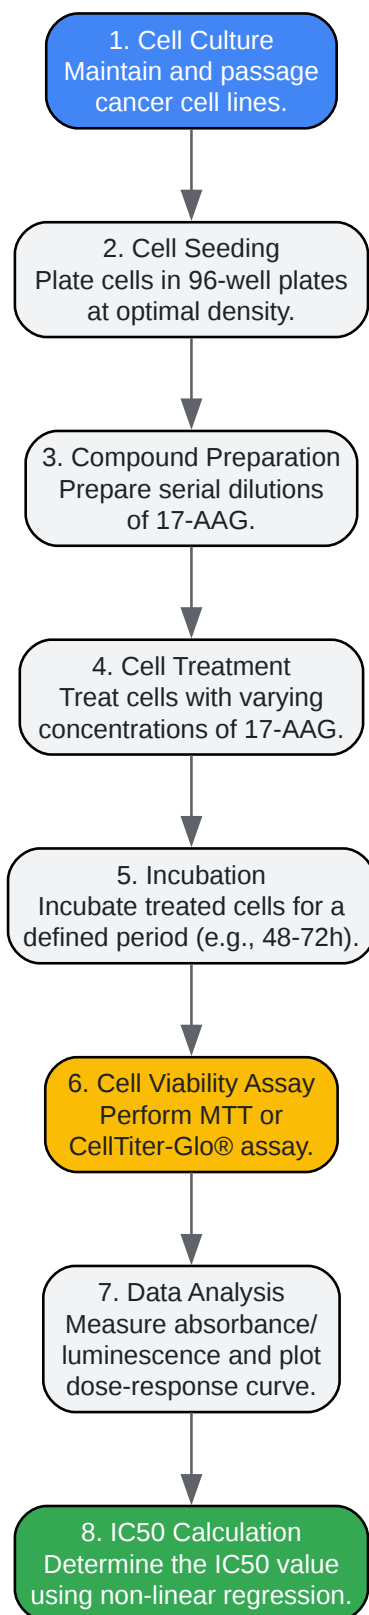 1. Cell Culture
Maintain and passage
cancer cell lines.
2. Cell Seeding
Plate cells in 96-well plates
at optimal density.
3. Compound Preparation
Prepare serial dilutions
of 17-AAG.
4. Cell Treatment
Treat cells with varying
concentrations of 17-AAG.
5. Incubation
Incubate treated cells for a
defined period (e.g., 48-72h).
6. Cell Viability Assay
Perform MTT or
CellTiter-Glo® assay.
7. Data Analysis
Measure absorbance/
luminescence and plot
dose-response curve.
8. IC50 Calculation
Determine the IC50 value
using non-linear regression.